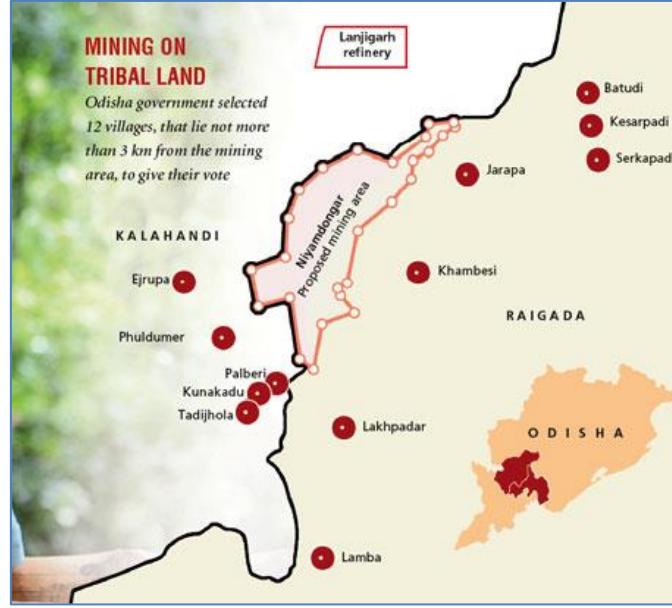 MINING ON
TRIBAL LAND
Odisha government selected
12 villages, that lie not more
than 3 km from the mining
area, to give their vote
Lanjigarh
refinery
Batudi
Kesarpadi
Serkapadi
Jarapa
Niyamdongar
Proposed mining area
KALAHANDI
Ejrupa
Khambesi
RAIGADA
Phuldumer
Palberi
Kunakadu
Tadijhola
Lakhpadar
ODISHA
Lamba